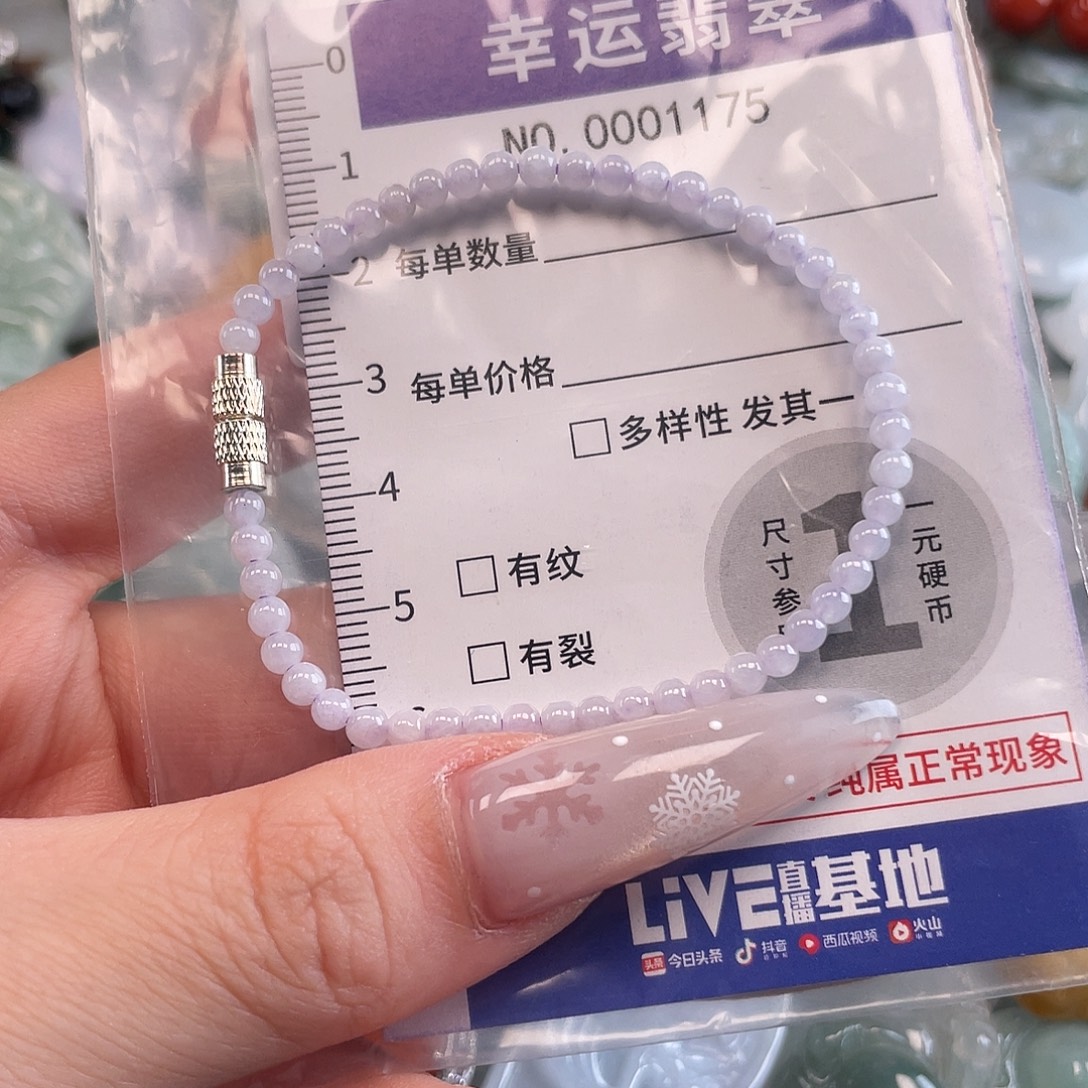 幸运翡翠
NO. 0001175
0
1
2
3
4
5
每单数量
每单价格
多样性 发其一
有纹
有裂
1
尺寸参
一元硬币
纯属正常现象
LiVE直播基地
头条 今日头条 抖音 西瓜视频 火山